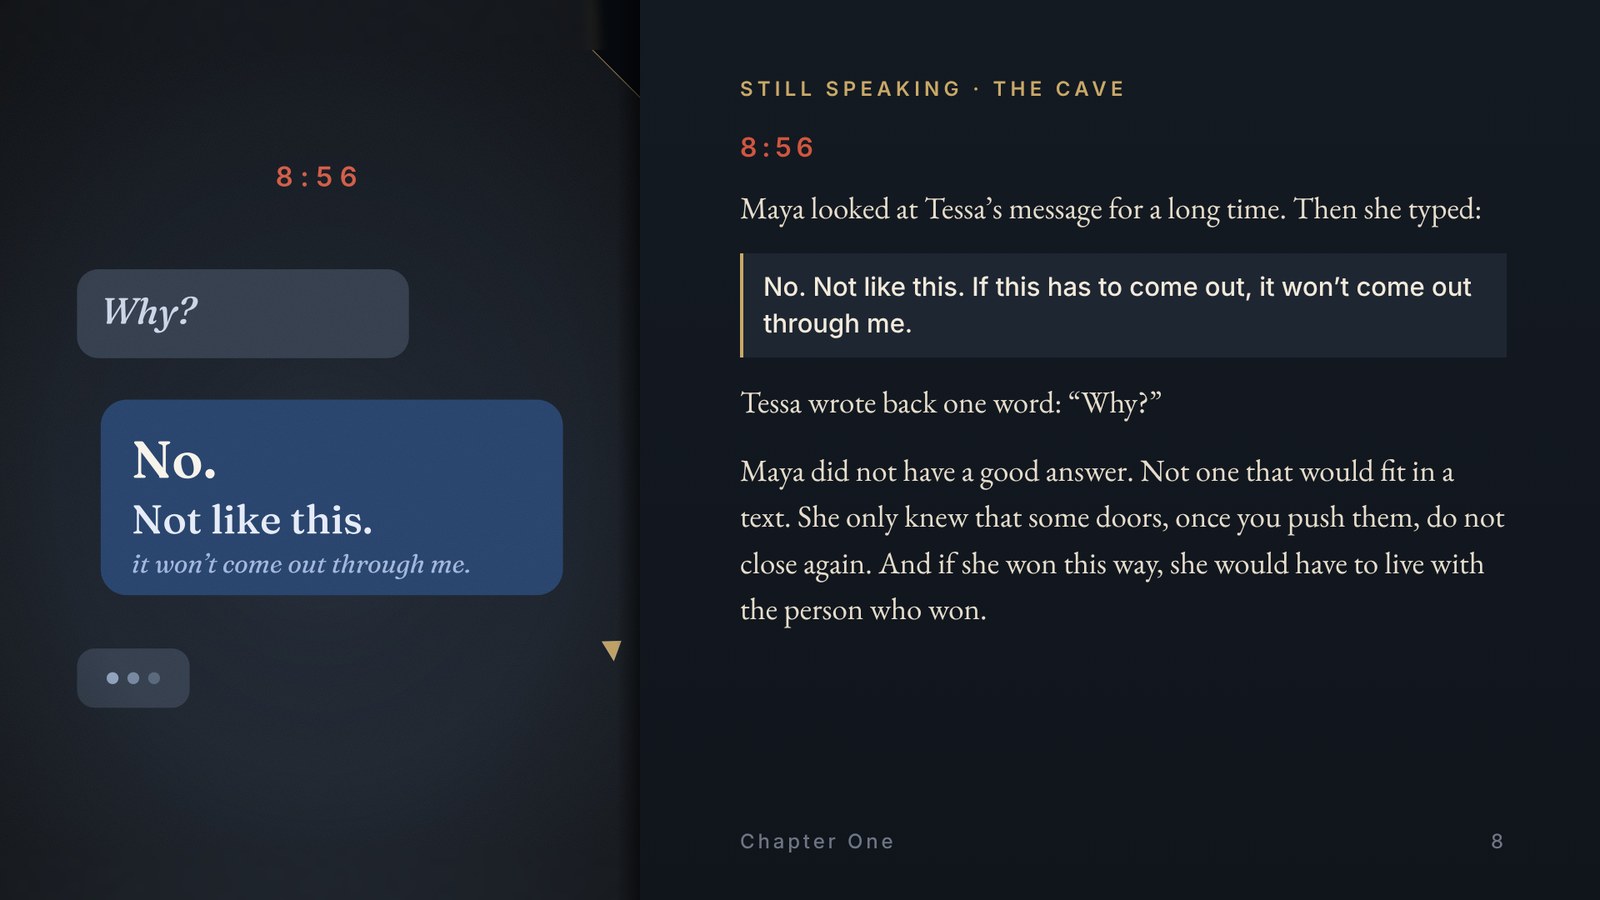 8:56
Why?
No.
Not like this.
it won’t come out through me.
STILL SPEAKING · THE CAVE
8:56
Maya looked at Tessa’s message for a long time. Then she typed:
No. Not like this. If this has to come out, it won’t come out
through me.
Tessa wrote back one word: “Why?”
Maya did not have a good answer. Not one that would fit in a
text. She only knew that some doors, once you push them, do not
close again. And if she won this way, she would have to live with
the person who won.
Chapter One
8